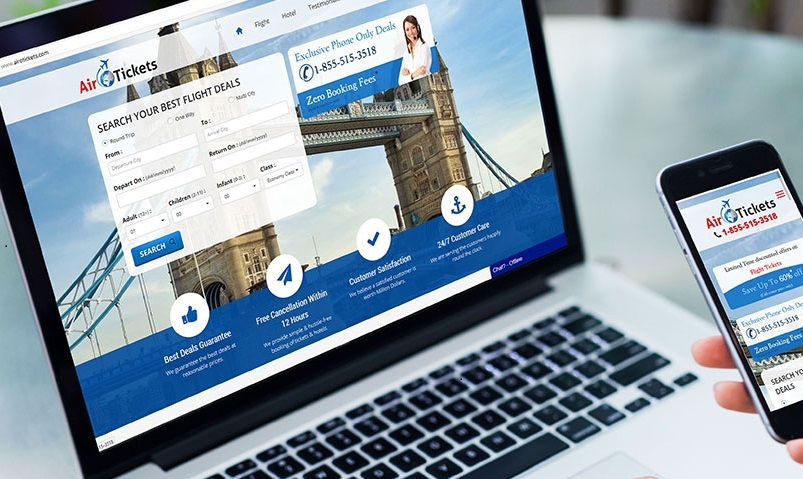 www.airotickets.com
Flight Hotel
Air Tickets
Exclusive Phone Only Deals
1-855-515-3518
Zero Booking Fees
SEARCH YOUR BEST FLIGHT DEALS
Round Trip One Way Multi City
From : To :
Departure City Arrival City
Depart On : (dd/mm/yyyy) Return On : (dd/mm/yyyy)
Adult (12+) : Children (2-11) : Infant (0-2) : Class :
01 00 00 Economy Class
SEARCH
Best Deals Guarantee
We guarantee the best deals at
reasonable prices.
Free Cancellation Within
12 Hours
We provide simple & hussle free
booking of tickets & hotels.
Customer Satisfaction
We believe a satisfied customer is
worth Million Dollars.
24/7 Customer Care
We are serving the customers happily
round the clock.
Chat? - Offline
Air Tickets
1-855-515-3518
Limited Time discounted offers on
Flight Tickets
Save Up To 60% off
Exclusive Phone Only Deals
1-855-515-3518
Zero Booking Fees
SEARCH YOUR
DEALS